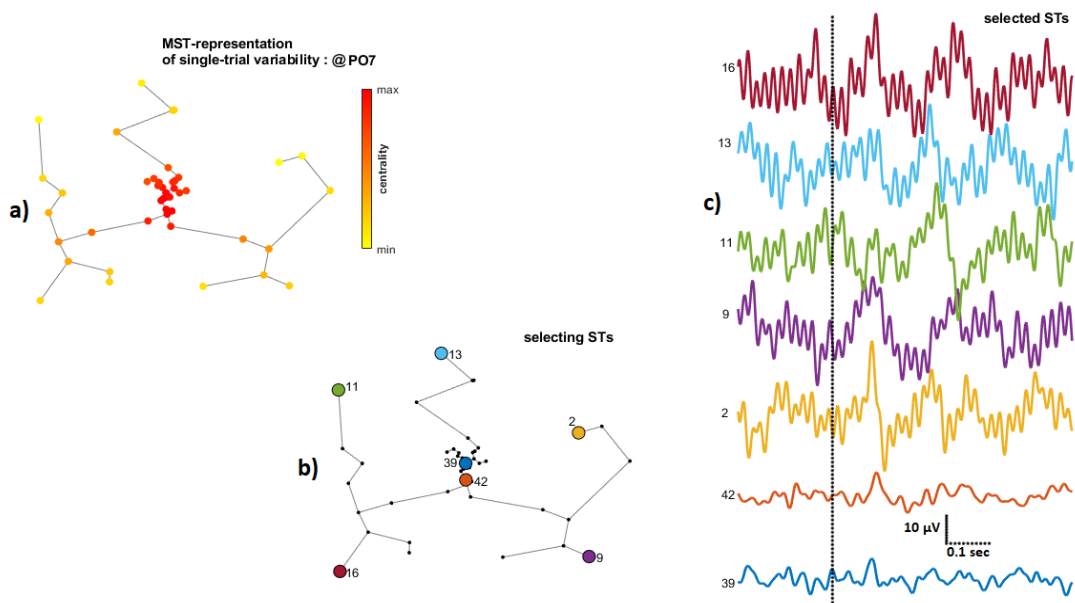 MST-representation
of single-trial variability : @PO7
max
centrality
min
a)
selecting STs
13
11
2
39
42
b)
16
9
selected STs
16
13
c)
11
9
2
42
10 µV
0.1 sec
39